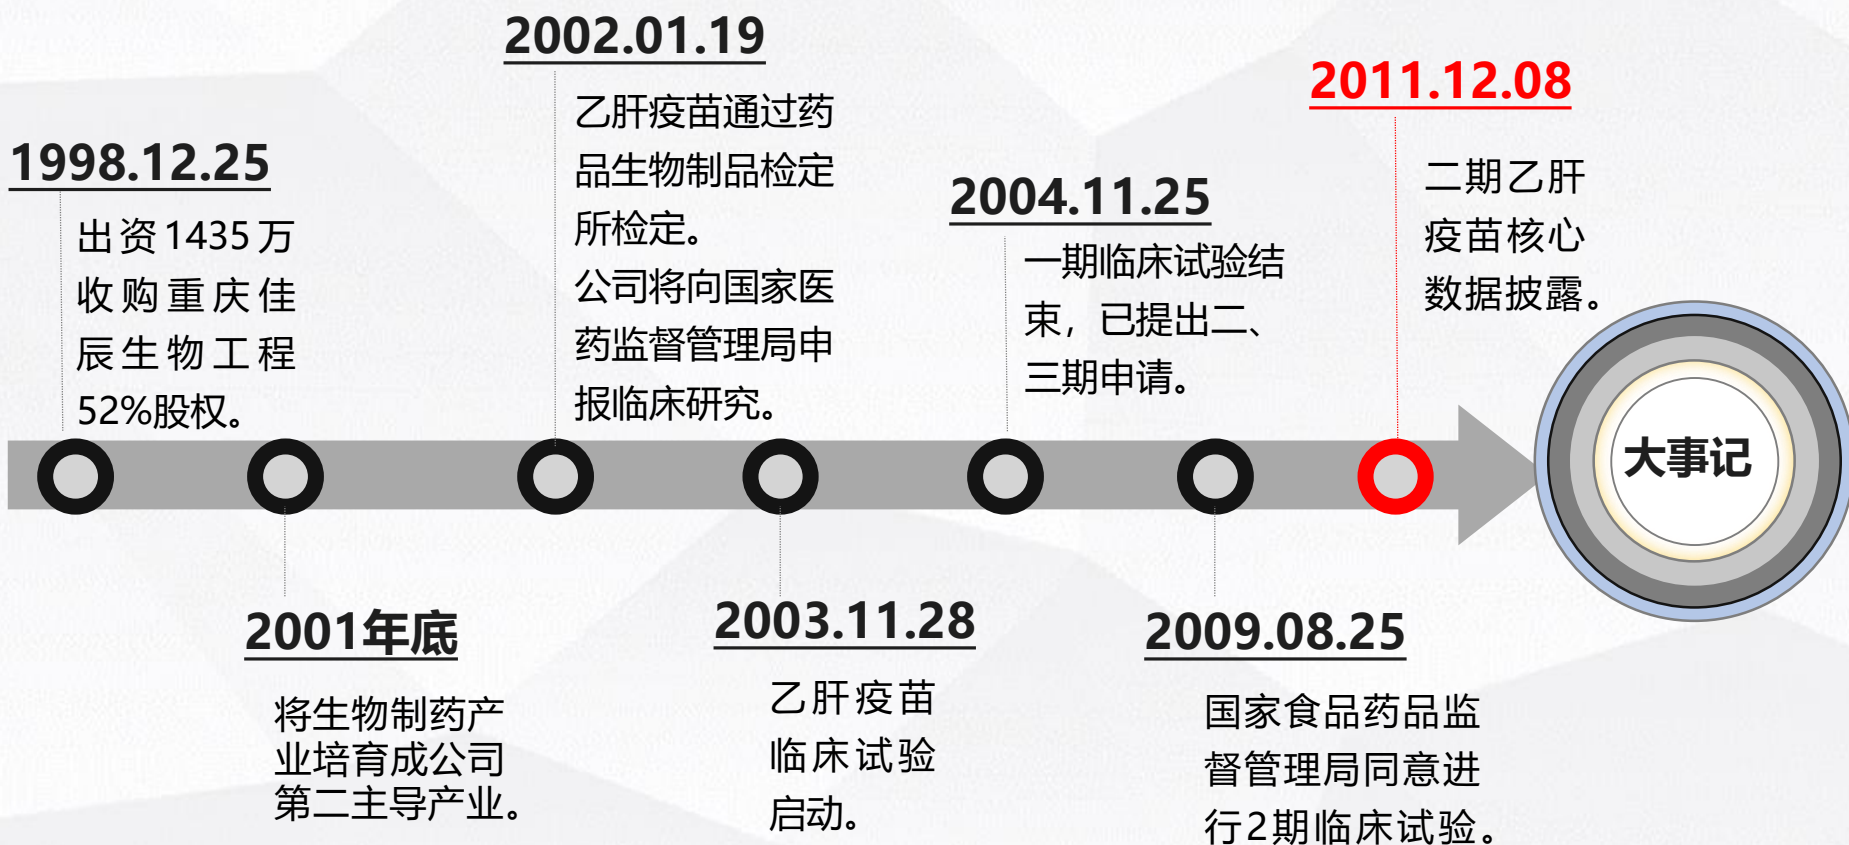 1998.12.25
出资1435万
收购重庆佳
辰生物工程
52%股权。
2001年底
将生物制药产
业培育成公司
第二主导产业。
2002.01.19
乙肝疫苗通过药
品生物制品检定
所检定。
公司将向国家医
药监督管理局申
报临床研究。
2003.11.28
乙肝疫苗
临床试验
启动。
2004.11.25
一期临床试验结
束，已提出二、
三期申请。
2009.08.25
国家食品药品监
督管理局同意进
行2期临床试验。
2011.12.08
二期乙肝
疫苗核心
数据披露。
大事记